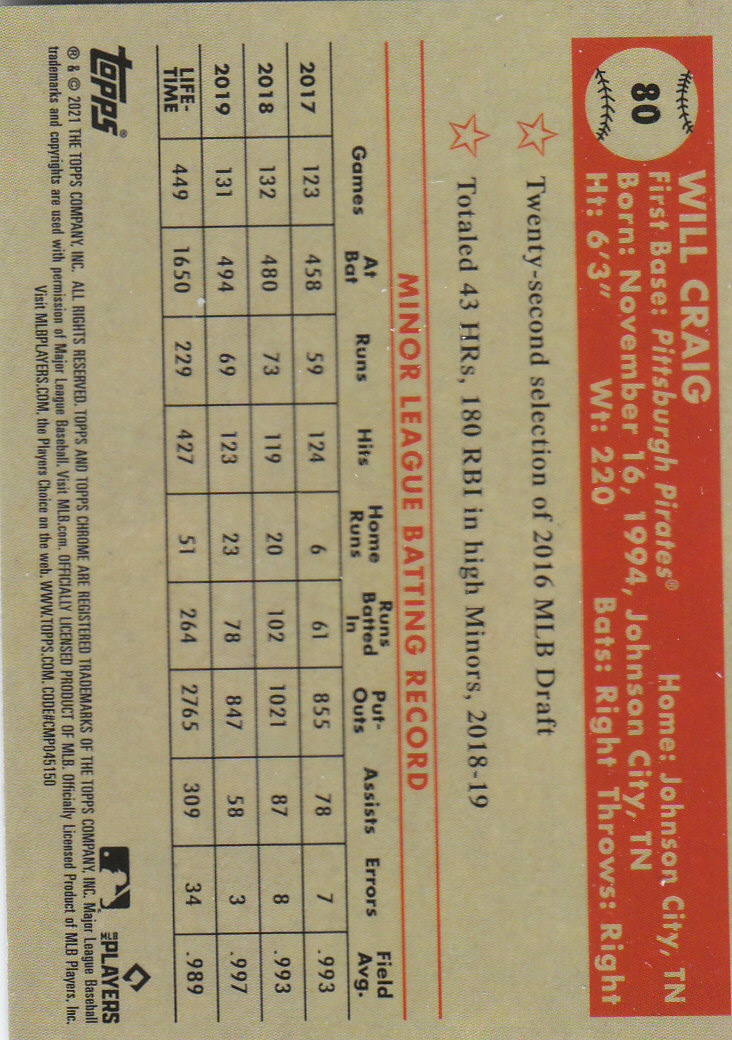 80
WILL CRAIG
First Base: Pittsburgh Pirates® Home: Johnson City, TN
Born: November 16, 1994, Johnson City, TN
Ht: 6'3" Wt: 220 Bats: Right Throws: Right
Twenty-second selection of 2016 MLB Draft
Totaled 43 HRs, 180 RBI in high Minors, 2018-19
MINOR LEAGUE BATTING RECORD
Games At Bat Runs Hits Home Runs Runs Batted In Put-Outs Assists Errors Field Avg.
2017 123 458 59 124 6 61 855 78 7 .993
2018 132 480 73 119 20 102 1021 87 8 .993
2019 131 494 69 123 23 78 847 58 3 .997
LIFE-TIME 449 1650 229 427 51 264 2765 309 34 .989
topps®
MLB PLAYERS
® & © 2021 THE TOPPS COMPANY, INC. ALL RIGHTS RESERVED. TOPPS AND TOPPS CHROME ARE REGISTERED TRADEMARKS OF THE TOPPS COMPANY, INC. Major League Baseball
trademarks and copyrights are used with permission of Major League Baseball. Visit MLB.com. OFFICIALLY LICENSED PRODUCT OF MLB. Officially Licensed Product of MLB Players, Inc.
Visit MLBPLAYERS.COM, the Players Choice on the web. WWW.TOPPS.COM. CODE#CMP045150